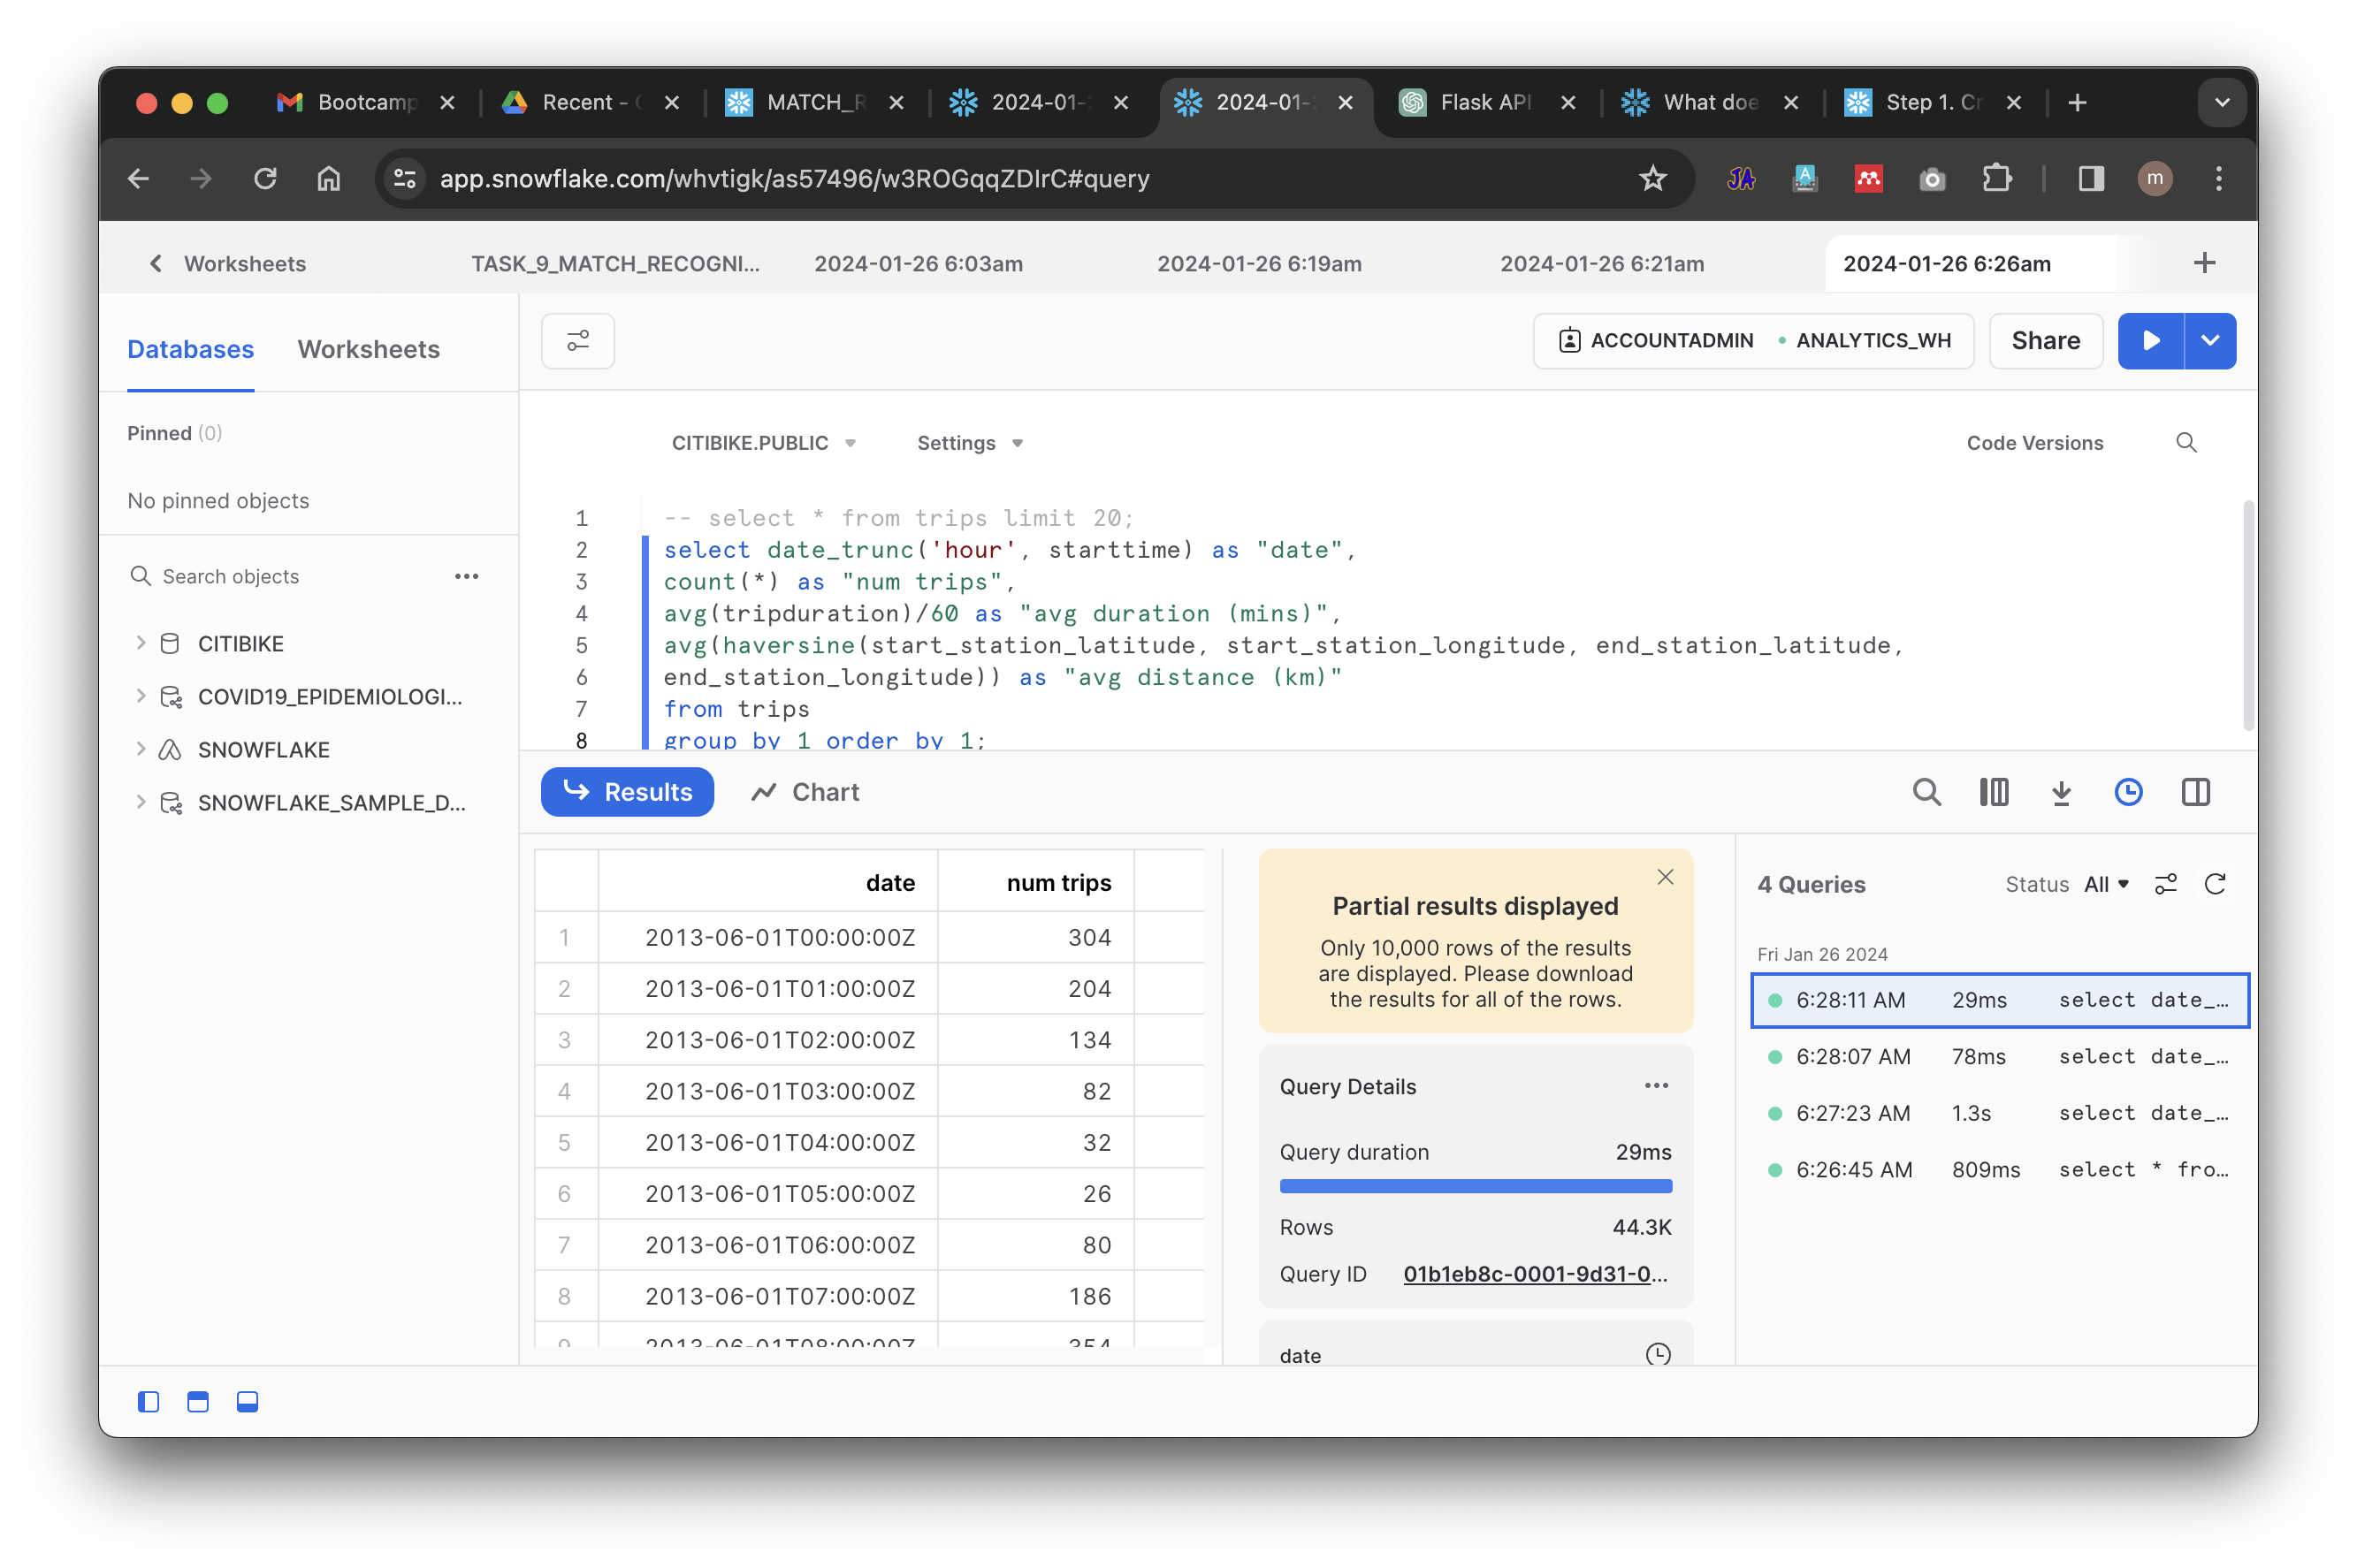 Bootcamp
Recent -
MATCH_R
2024-01-
2024-01-
Flask API
What doe
Step 1. Cr
app.snowflake.com/whvtigk/as57496/w3ROGqqZDIrC#query
JA
A
m
Worksheets
TASK_9_MATCH_RECOGNI...
2024-01-26 6:03am
2024-01-26 6:19am
2024-01-26 6:21am
2024-01-26 6:26am
Databases
Worksheets
ACCOUNTADMIN
ANALYTICS_WH
Share
Pinned (0)
No pinned objects
CITIBIKE.PUBLIC
Settings
Code Versions
Search objects
CITIBIKE
COVID19_EPIDEMIOLOGI...
SNOWFLAKE
SNOWFLAKE_SAMPLE_D...
1 -- select * from trips limit 20;
2 select date_trunc('hour', starttime) as "date",
3 count(*) as "num trips",
4 avg(tripduration)/60 as "avg duration (mins)",
5 avg(haversine(start_station_latitude, start_station_longitude, end_station_latitude,
6 end_station_longitude)) as "avg distance (km)"
7 from trips
8 group by 1 order by 1;
Results
Chart
date num trips
1 2013-06-01T00:00:00Z 304
2 2013-06-01T01:00:00Z 204
3 2013-06-01T02:00:00Z 134
4 2013-06-01T03:00:00Z 82
5 2013-06-01T04:00:00Z 32
6 2013-06-01T05:00:00Z 26
7 2013-06-01T06:00:00Z 80
8 2013-06-01T07:00:00Z 186
9 2013-06-01T08:00:00Z 354
Partial results displayed
Only 10,000 rows of the results
are displayed. Please download
the results for all of the rows.
Query Details
Query duration 29ms
Rows 44.3K
Query ID 01b1eb8c-0001-9d31-0...
date
4 Queries
Status All
Fri Jan 26 2024
6:28:11 AM 29ms select date_...
6:28:07 AM 78ms select date_...
6:27:23 AM 1.3s select date_...
6:26:45 AM 809ms select * fro...